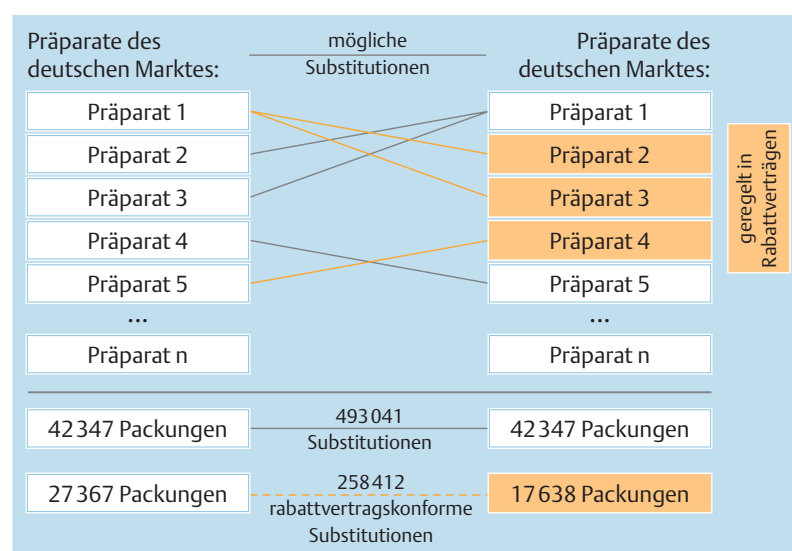 Präparate des
deutschen Marktes:
mögliche
Substitutionen
Präparate des
deutschen Marktes:
Präparat 1
Präparat 1
Präparat 2
Präparat 2
Präparat 3
Präparat 3
Präparat 4
Präparat 4
Präparat 5
Präparat 5
...
...
Präparat n
Präparat n
geregelt in
Rabattverträgen
42 347 Packungen
493 041
Substitutionen
42 347 Packungen
27 367 Packungen
258 412
rabattvertragskonforme
Substitutionen
17 638 Packungen